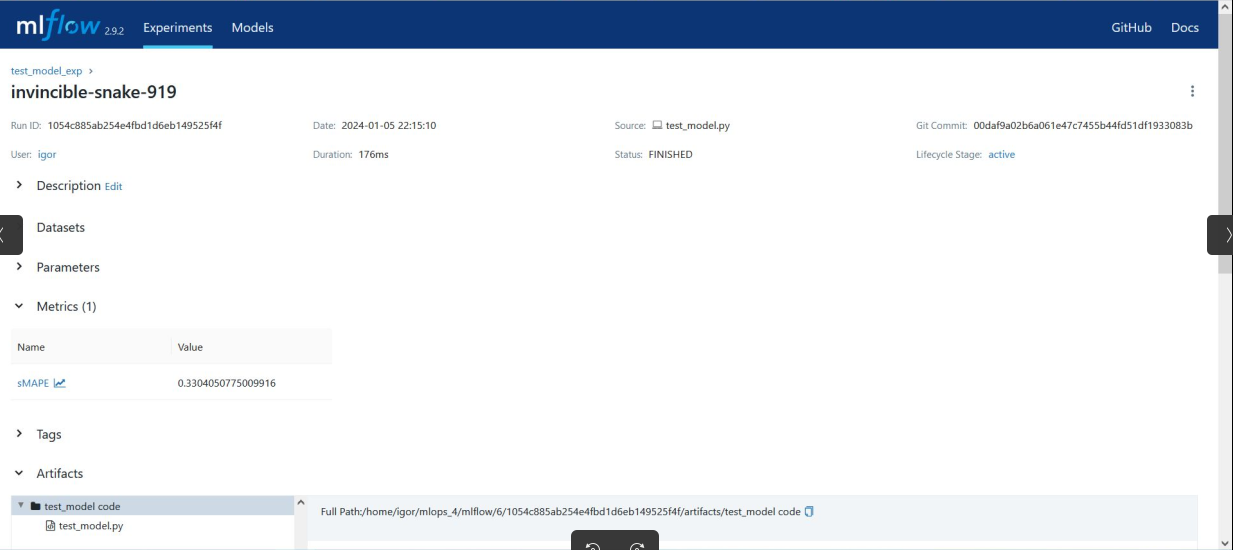 mlflow 2.9.2 Experiments Models GitHub Docs
test_model_exp >
invincible-snake-919
Run ID: 1054c885ab254e4fbd1d6eb149525f4f Date: 2024-01-05 22:15:10 Source: test_model.py Git Commit: 00daf9a02b6a061e47c7455b44fd51df1933083b
User: igor Duration: 176ms Status: FINISHED Lifecycle Stage: active
Description Edit
Datasets
Parameters
Metrics (1)
Name Value
sMAPE 0.3304050775009916
Tags
Artifacts
test_model code
Full Path:/home/igor/mlops_4/mlflow/6/1054c885ab254e4fbd1d6eb149525f4f/artifacts/test_model code
test_model.py